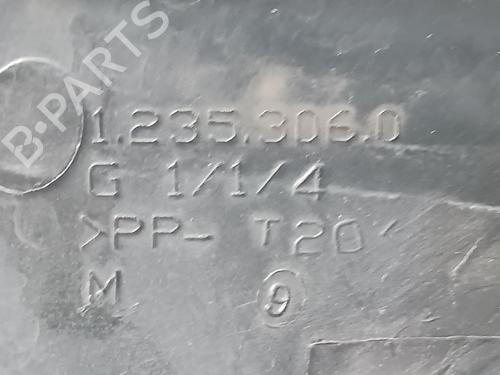 B-PARTS
1.235.306.0
G 1/1/4
>PP- T20<
M 9